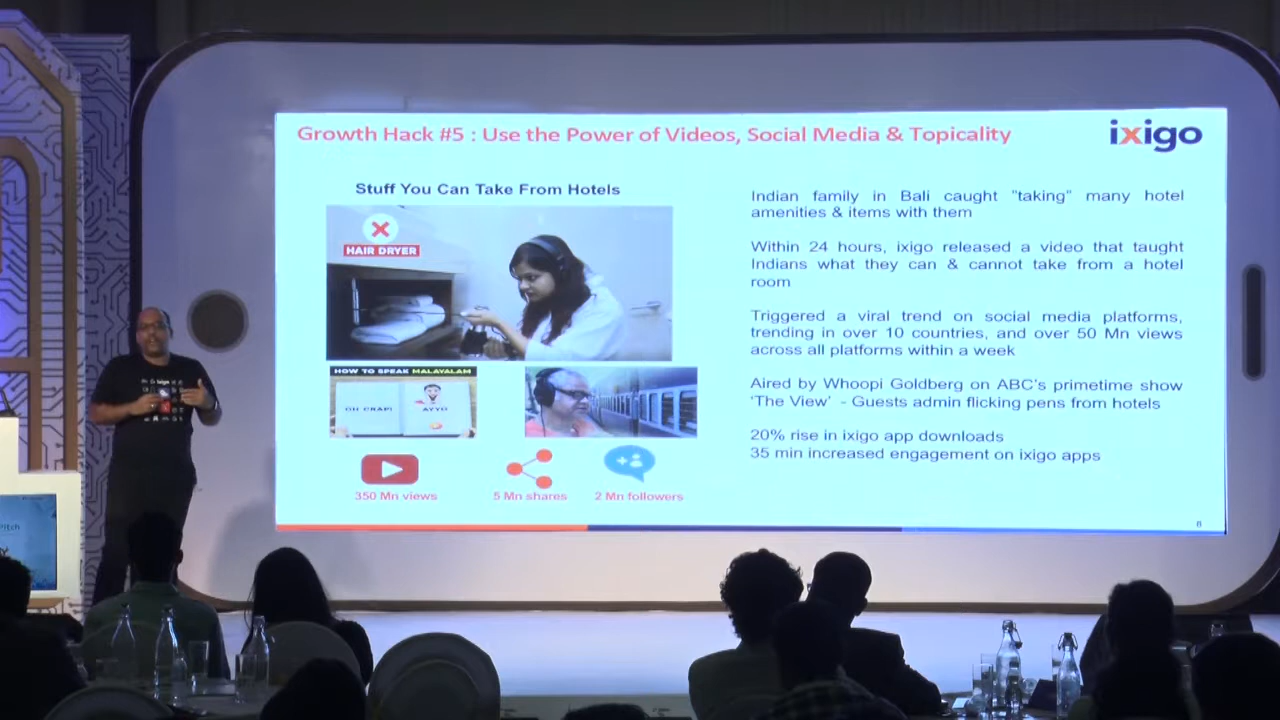 Growth Hack #5 : Use the Power of Videos, Social Media & Topicality
ixigo
Stuff You Can Take From Hotels
HAIR DRYER
HOW TO SPEAK MALAYALAM
OH CRAP!
AYYO
350 Mn views
5 Mn shares
2 Mn followers
Indian family in Bali caught "taking" many hotel
amenities & items with them
Within 24 hours, ixigo released a video that taught
Indians what they can & cannot take from a hotel
room
Triggered a viral trend on social media platforms,
trending in over 10 countries, and over 50 Mn views
across all platforms within a week
Aired by Whoopi Goldberg on ABC's primetime show
'The View' - Guests admin flicking pens from hotels
20% rise in ixigo app downloads
35 min increased engagement on ixigo apps
8
Pitch
ixigo